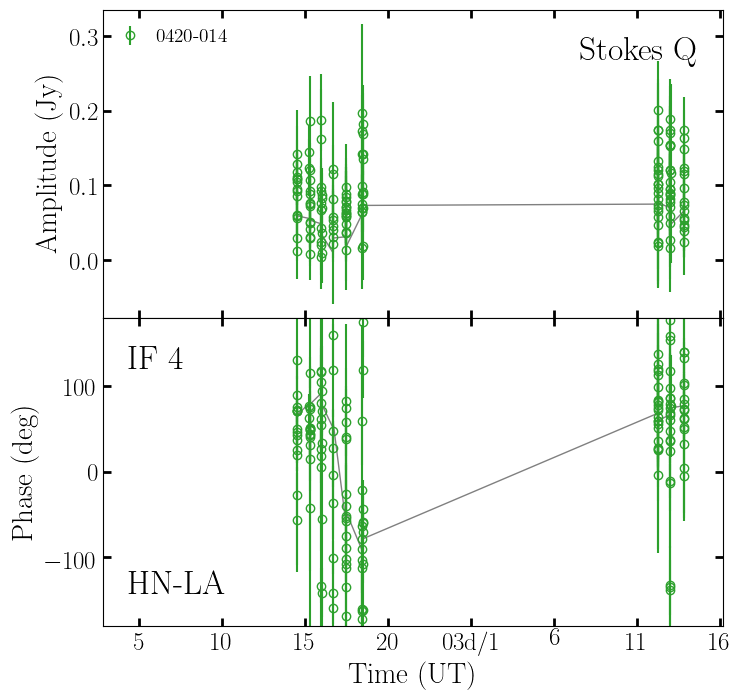 0420-014
Stokes Q
0.3
0.2
0.1
0.0
Amplitude (Jy)
IF 4
100
0
−100
Phase (deg)
HN-LA
5 10 15 20 03d/1 6 11 16
Time (UT)